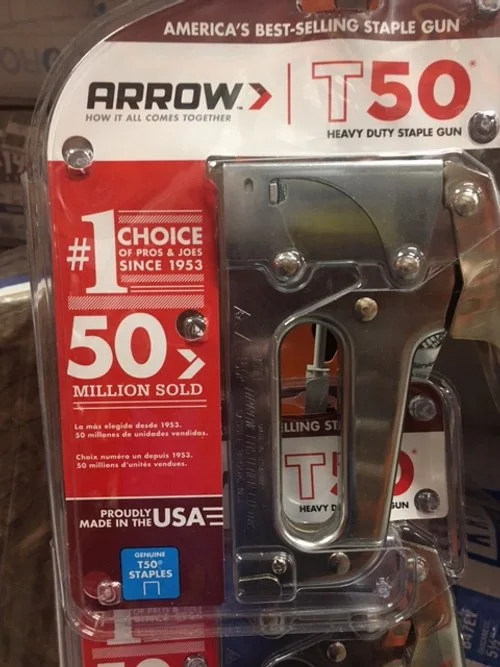 AMERICA'S BEST-SELLING STAPLE GUN
ARROW
HOW IT ALL COMES TOGETHER
T50
HEAVY DUTY STAPLE GUN
#1 CHOICE
OF PROS & JOES
SINCE 1953
50
MILLION SOLD
La más elegida desde 1953.
50 millones de unidades vendidas.
Choix numéro un depuis 1953.
50 millions d'unités vendues.
PROUDLY
MADE IN THE USA
GENUINE
T50®
STAPLES
LLING
HEAVY
GUN